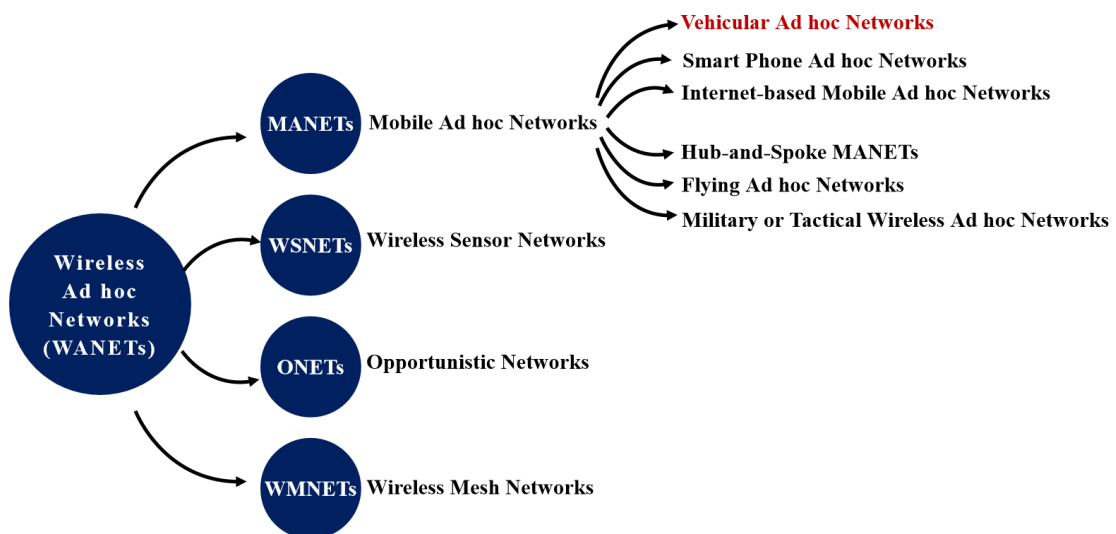 Wireless
Ad hoc
Networks
(WANETs)
MANETs
Mobile Ad hoc Networks
Vehicular Ad hoc Networks
Smart Phone Ad hoc Networks
Internet-based Mobile Ad hoc Networks
Hub-and-Spoke MANETs
Flying Ad hoc Networks
Military or Tactical Wireless Ad hoc Networks
WSNETs
Wireless Sensor Networks
ONETs
Opportunistic Networks
WMNETs
Wireless Mesh Networks